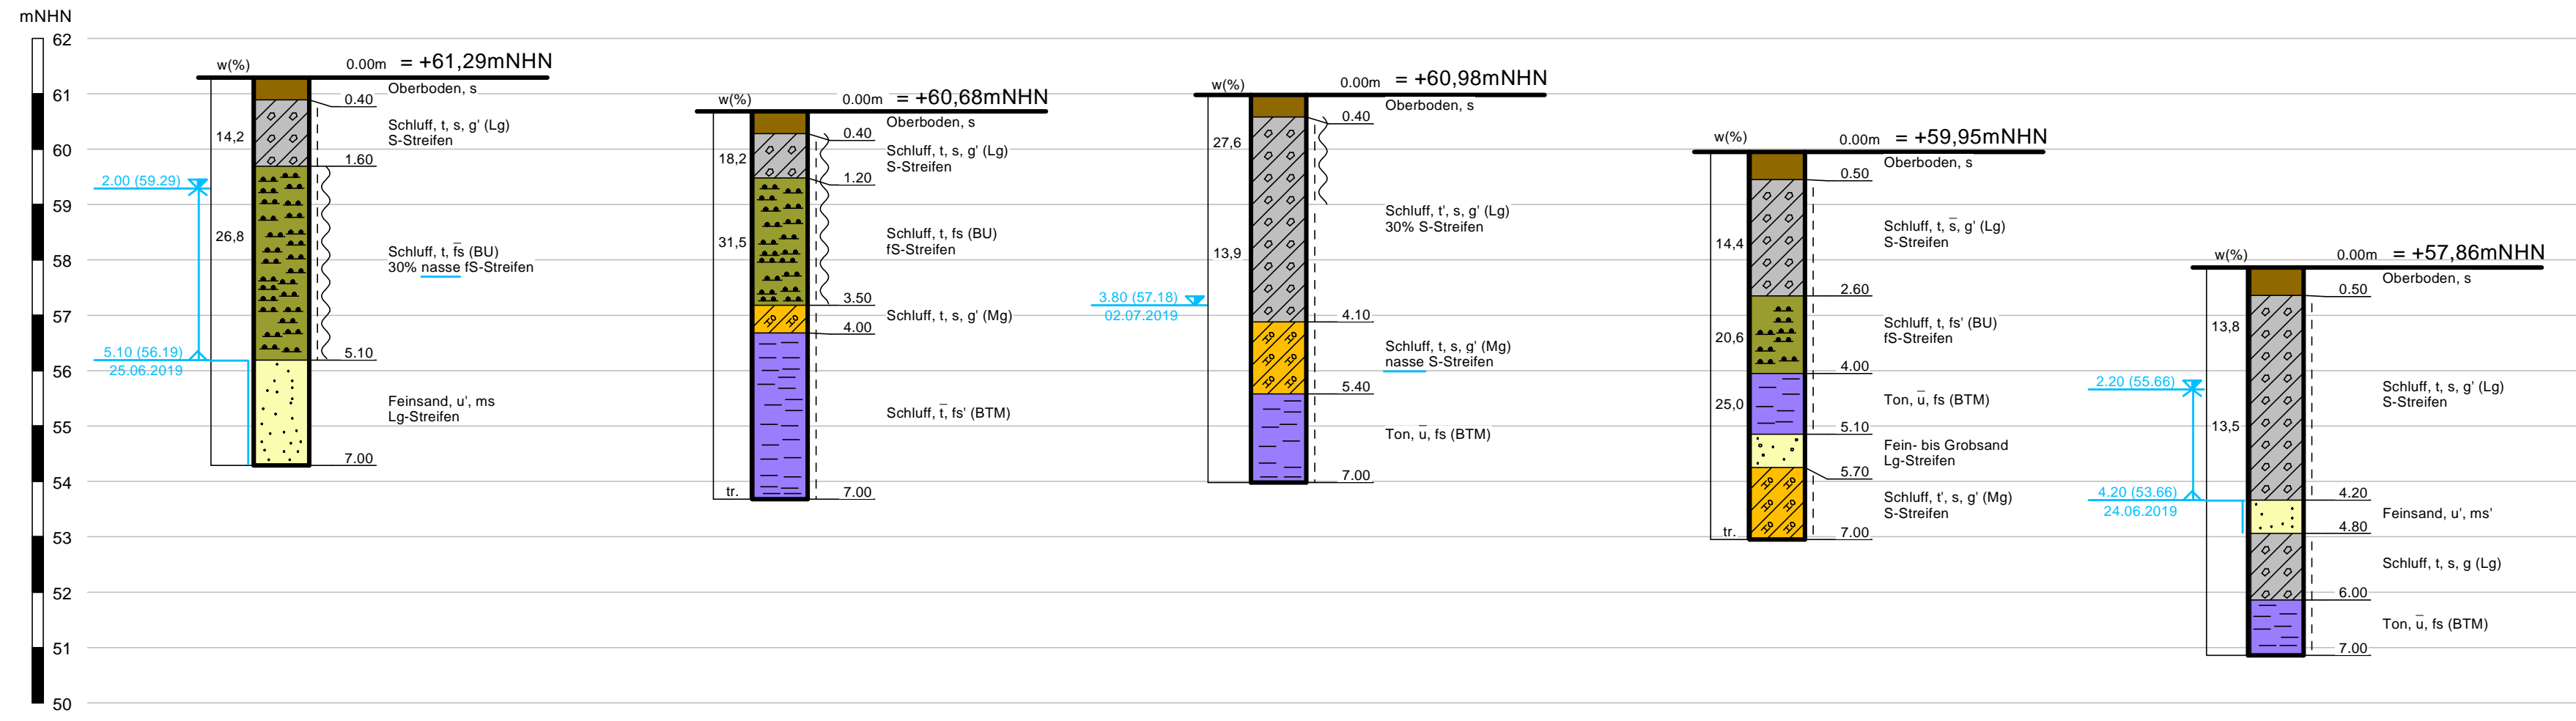 mNHN
62
61
60
59
58
57
56
55
54
53
52
51
50
w(%)
0.00m = +61,29mNHN
Oberboden, s
0.40
14,2
Schluff, t, s, g' (Lg)
S-Streifen
1.60
2.00 (59.29)
26,8
Schluff, t, f̅s̅ (BU)
30% nasse fS-Streifen
5.10 (56.19)
25.06.2019
5.10
Feinsand, u', ms
Lg-Streifen
7.00
w(%)
0.00m = +60,68mNHN
Oberboden, s
0.40
18,2
Schluff, t, s, g' (Lg)
S-Streifen
1.20
31,5
Schluff, t, fs (BU)
fS-Streifen
3.50
Schluff, t, s, g' (Mg)
4.00
Schluff, t̅, fs' (BTM)
tr.
7.00
w(%)
0.00m = +60,98mNHN
Oberboden, s
0.40
27,6
Schluff, t', s, g' (Lg)
30% S-Streifen
13,9
3.80 (57.18)
02.07.2019
4.10
Schluff, t, s, g' (Mg)
nasse S-Streifen
5.40
Ton, u̅, fs (BTM)
7.00
w(%)
0.00m = +59,95mNHN
Oberboden, s
0.50
14,4
Schluff, t, s̅, g' (Lg)
S-Streifen
2.60
20,6
Schluff, t, fs' (BU)
fS-Streifen
4.00
25,0
Ton, u̅, fs (BTM)
5.10
Fein- bis Grobsand
Lg-Streifen
5.70
Schluff, t', s, g' (Mg)
S-Streifen
tr.
7.00
w(%)
0.00m = +57,86mNHN
Oberboden, s
0.50
13,8
2.20 (55.66)
Schluff, t, s, g' (Lg)
S-Streifen
13,5
4.20 (53.66)
24.06.2019
4.20
Feinsand, u', ms'
4.80
Schluff, t, s, g (Lg)
6.00
Ton, u̅, fs (BTM)
7.00